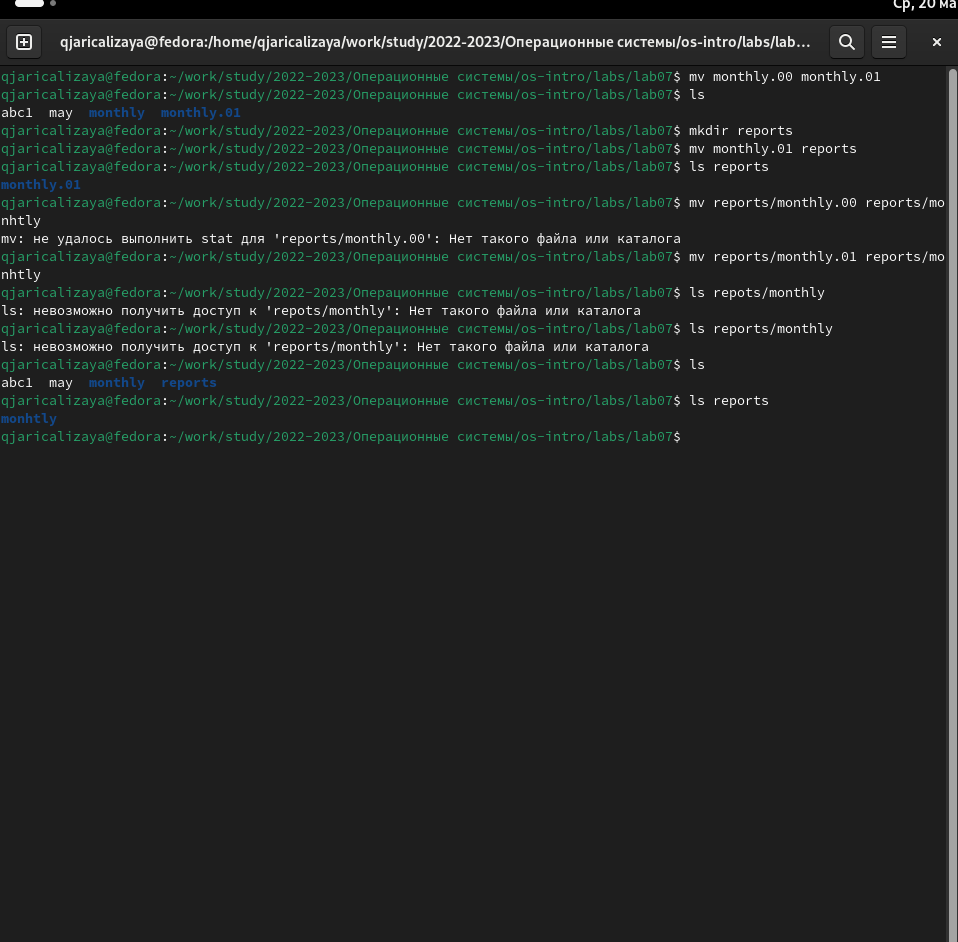 Ср, 20 ма
qjaricalizaya@fedora:/home/qjaricalizaya/work/study/2022-2023/Операционные системы/os-intro/labs/lab...
qjaricalizaya@fedora:~/work/study/2022-2023/Операционные системы/os-intro/labs/lab07$ mv monthly.00 monthly.01
qjaricalizaya@fedora:~/work/study/2022-2023/Операционные системы/os-intro/labs/lab07$ ls
abc1  may  monthly  monthly.01
qjaricalizaya@fedora:~/work/study/2022-2023/Операционные системы/os-intro/labs/lab07$ mkdir reports
qjaricalizaya@fedora:~/work/study/2022-2023/Операционные системы/os-intro/labs/lab07$ mv monthly.01 reports
qjaricalizaya@fedora:~/work/study/2022-2023/Операционные системы/os-intro/labs/lab07$ ls reports
monthly.01
qjaricalizaya@fedora:~/work/study/2022-2023/Операционные системы/os-intro/labs/lab07$ mv reports/monthly.00 reports/mo
nhtly
mv: не удалось выполнить stat для 'reports/monthly.00': Нет такого файла или каталога
qjaricalizaya@fedora:~/work/study/2022-2023/Операционные системы/os-intro/labs/lab07$ mv reports/monthly.01 reports/mo
nhtly
qjaricalizaya@fedora:~/work/study/2022-2023/Операционные системы/os-intro/labs/lab07$ ls repots/monthly
ls: невозможно получить доступ к 'repots/monthly': Нет такого файла или каталога
qjaricalizaya@fedora:~/work/study/2022-2023/Операционные системы/os-intro/labs/lab07$ ls reports/monthly
ls: невозможно получить доступ к 'reports/monthly': Нет такого файла или каталога
qjaricalizaya@fedora:~/work/study/2022-2023/Операционные системы/os-intro/labs/lab07$ ls
abc1  may  monthly  reports
qjaricalizaya@fedora:~/work/study/2022-2023/Операционные системы/os-intro/labs/lab07$ ls reports
monhtly
qjaricalizaya@fedora:~/work/study/2022-2023/Операционные системы/os-intro/labs/lab07$